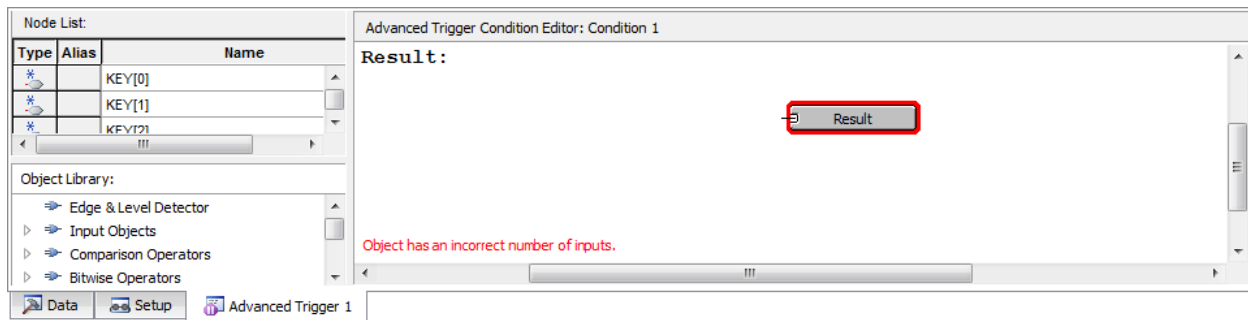 Node List:
Type Alias Name
KEY[0]
KEY[1]
KEY[2]
Object Library:
Edge & Level Detector
Input Objects
Comparison Operators
Bitwise Operators
Advanced Trigger Condition Editor: Condition 1
Result:
Result
Object has an incorrect number of inputs.
Data Setup Advanced Trigger 1